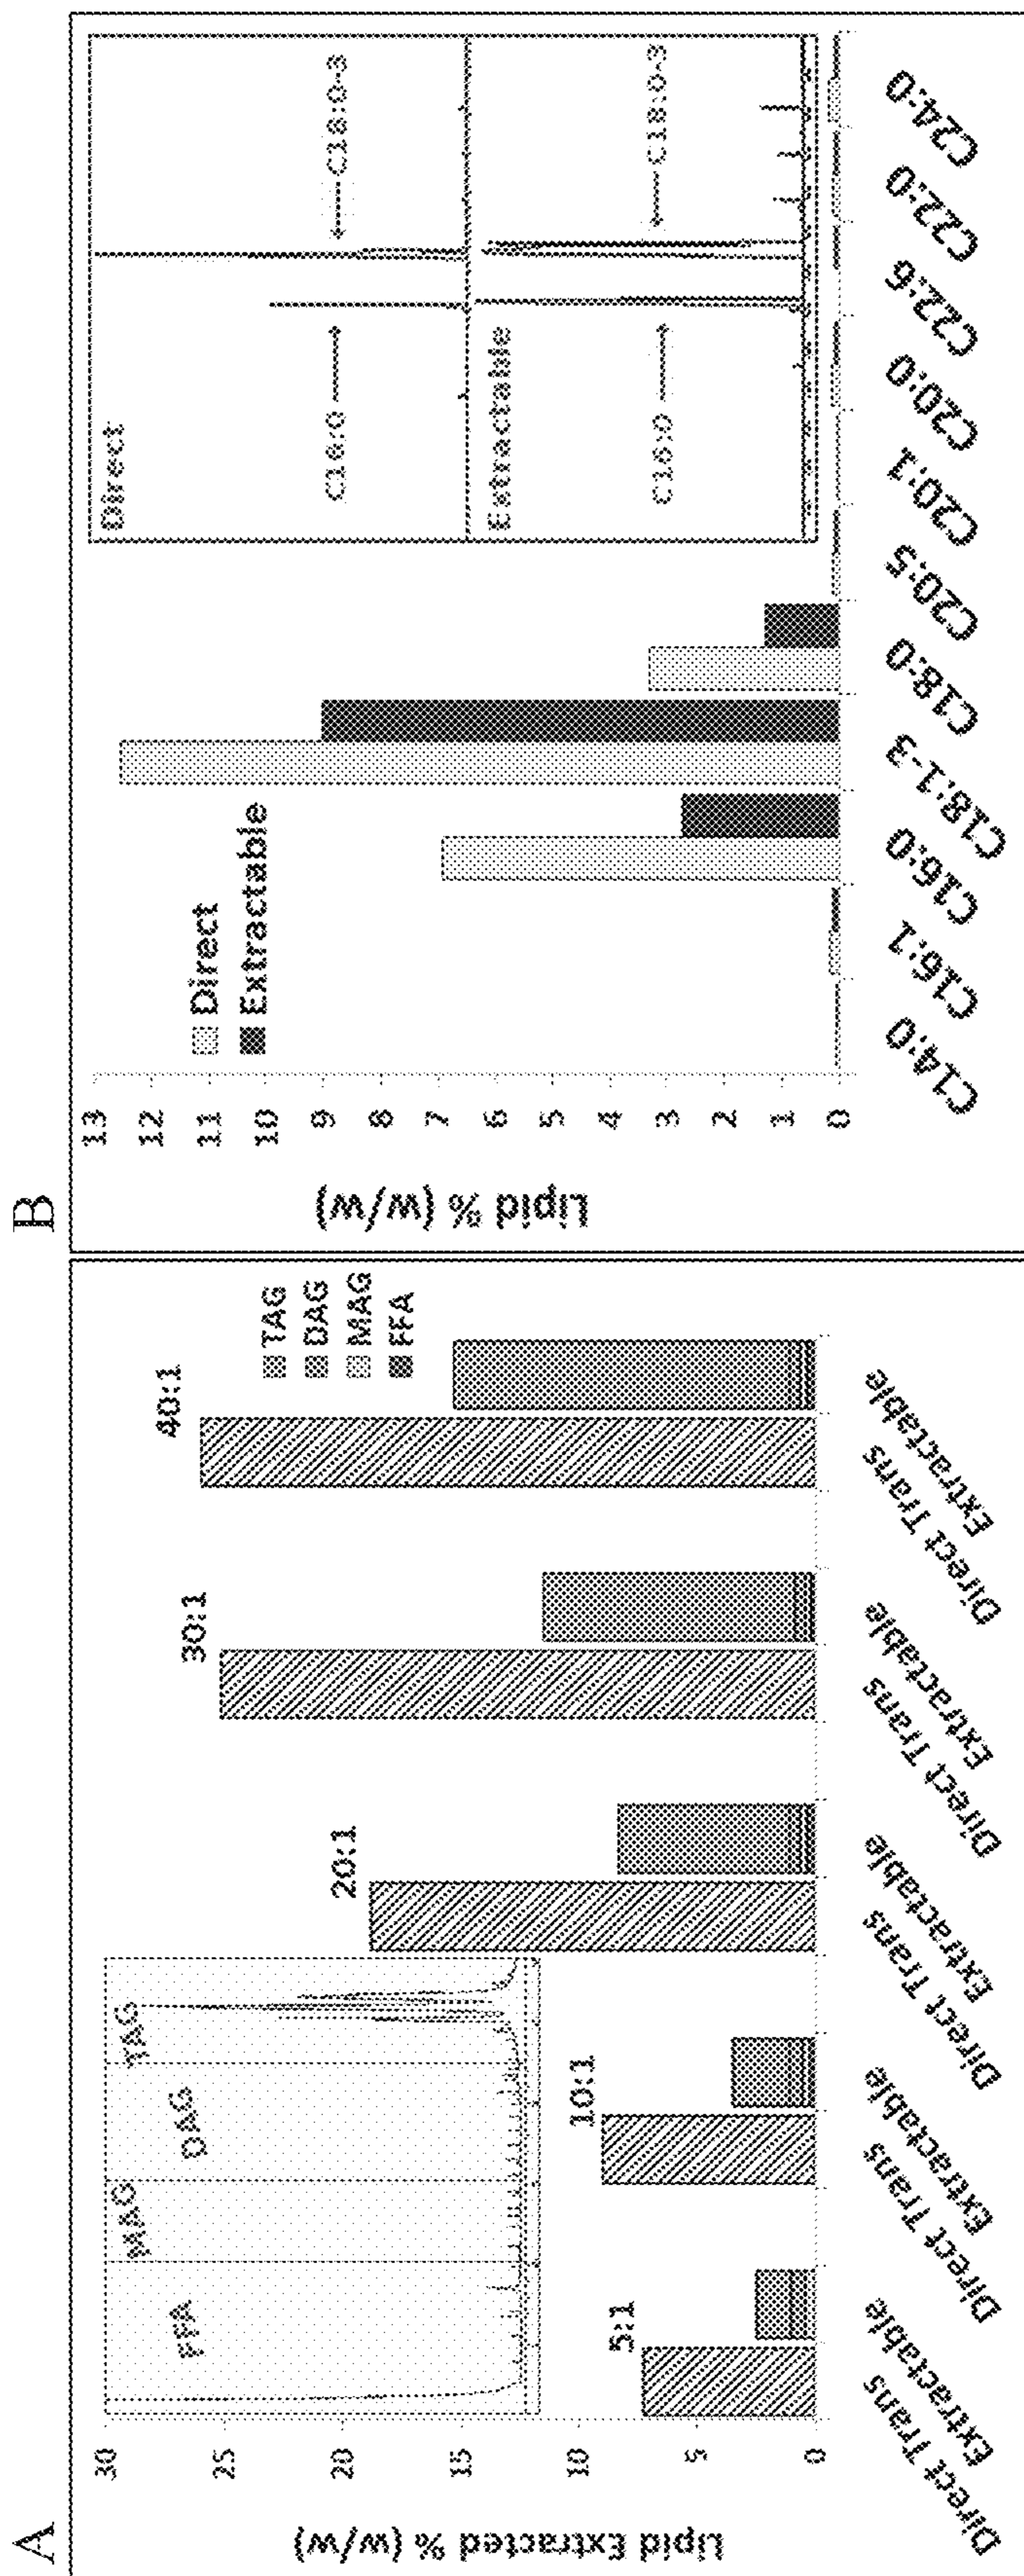 A
Lipid Extracted % (w/w)
30
25
20
15
10
5
0
FFA
MAG
DAG
TAG
5:1
10:1
20:1
30:1
40:1
TAG
DAG
MAG
FFA
Direct Trans
Extractable
Direct Trans
Extractable
Direct Trans
Extractable
Direct Trans
Extractable
Direct Trans
Extractable
B
Lipid % (w/w)
13
12
11
10
9
8
7
6
5
4
3
2
1
0
Direct
Extractable
Direct
C16:0
C18:0-3
Extractable
C16:0
C18:0-3
C14:0
C16:1
C16:0
C18:1-3
C18:0
C20:5
C20:1
C20:0
C22:6
C22:0
C24:0